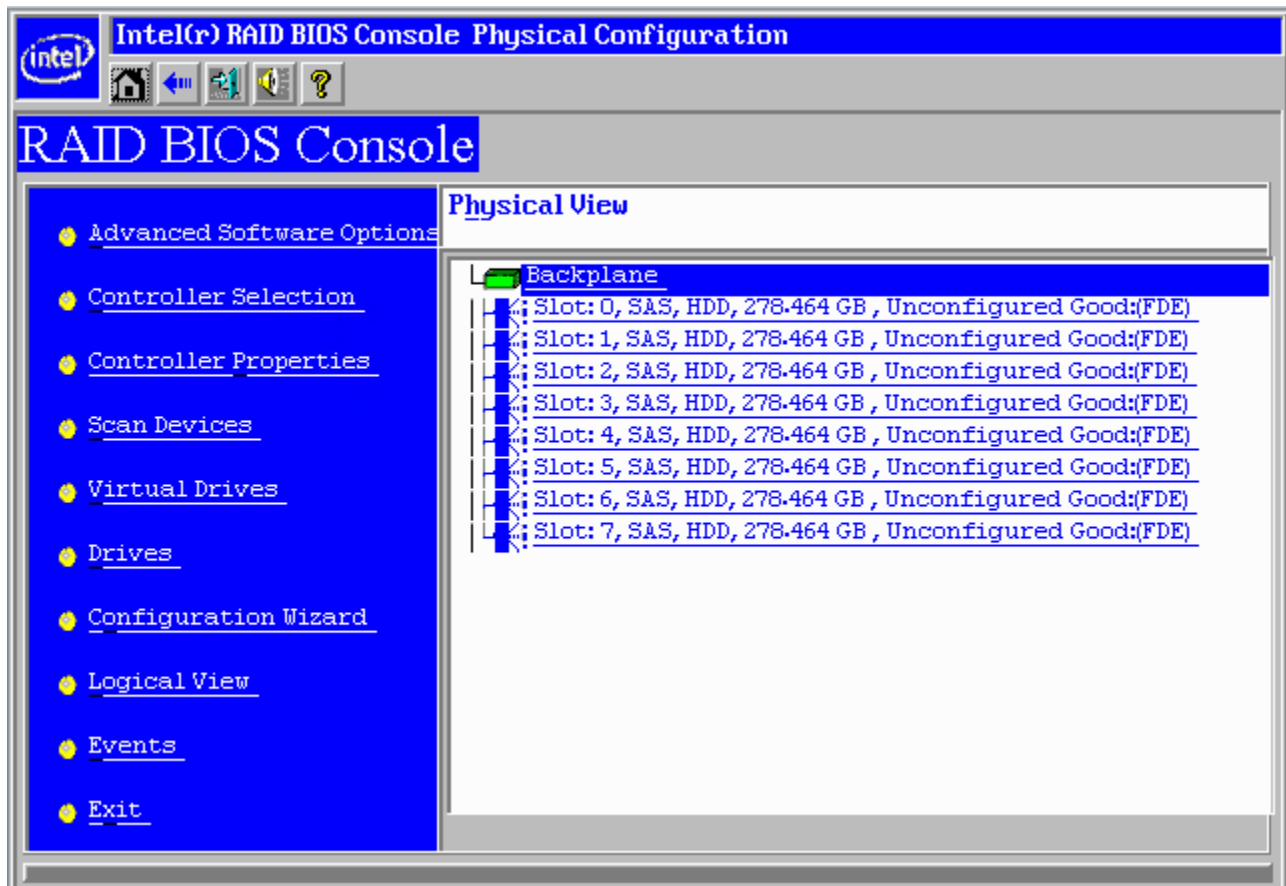 intel
Intel(r) RAID BIOS Console Physical Configuration
?
RAID BIOS Console
Advanced Software Options
Controller Selection
Controller Properties
Scan Devices
Virtual Drives
Drives
Configuration Wizard
Logical View
Events
Exit
Physical View
Backplane
Slot: 0, SAS, HDD, 278.464 GB , Unconfigured Good:(FDE)
Slot: 1, SAS, HDD, 278.464 GB , Unconfigured Good:(FDE)
Slot: 2, SAS, HDD, 278.464 GB , Unconfigured Good:(FDE)
Slot: 3, SAS, HDD, 278.464 GB , Unconfigured Good:(FDE)
Slot: 4, SAS, HDD, 278.464 GB , Unconfigured Good:(FDE)
Slot: 5, SAS, HDD, 278.464 GB , Unconfigured Good:(FDE)
Slot: 6, SAS, HDD, 278.464 GB , Unconfigured Good:(FDE)
Slot: 7, SAS, HDD, 278.464 GB , Unconfigured Good:(FDE)